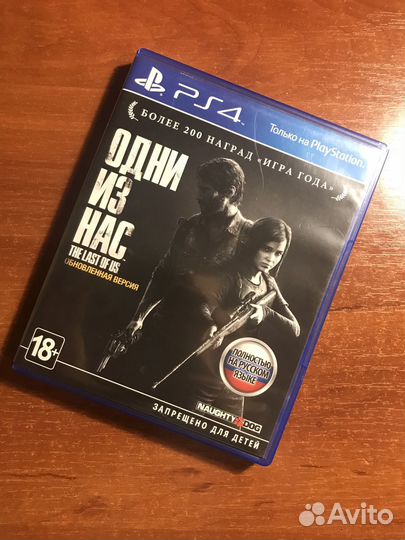 PS4
Только на PlayStation
БОЛЕЕ 200 НАГРАД «ИГРА ГОДА»
ОДНИ
ИЗ
НАС
THE LAST OF US
ОБНОВЛЕННАЯ ВЕРСИЯ
ПОЛНОСТЬЮ
НА РУССКОМ
ЯЗЫКЕ
18+
NAUGHTY DOG
ЗАПРЕЩЕНО ДЛЯ ДЕТЕЙ
Avito